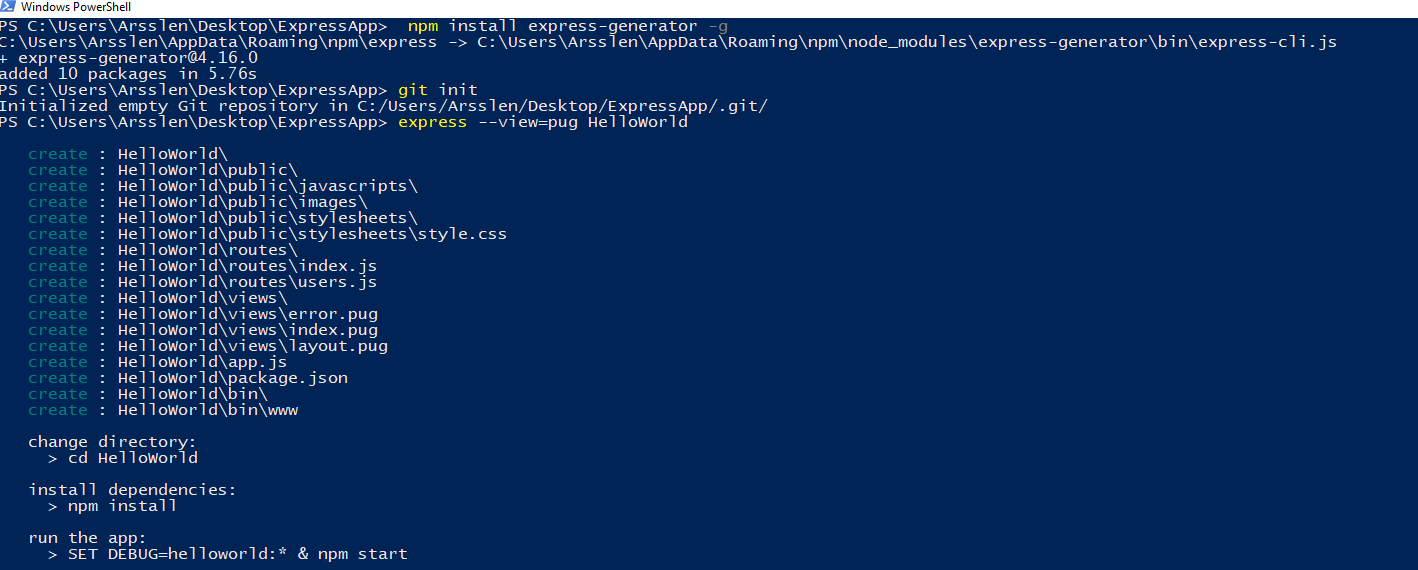 Windows PowerShell
PS C:\Users\Arsslen\Desktop\ExpressApp>  npm install express-generator -g
C:\Users\Arsslen\AppData\Roaming\npm\express -> C:\Users\Arsslen\AppData\Roaming\npm\node_modules\express-generator\bin\express-cli.js
+ express-generator@4.16.0
added 10 packages in 5.76s
PS C:\Users\Arsslen\Desktop\ExpressApp> git init
Initialized empty Git repository in C:/Users/Arsslen/Desktop/ExpressApp/.git/
PS C:\Users\Arsslen\Desktop\ExpressApp> express --view=pug HelloWorld
create : HelloWorld\
create : HelloWorld\public\
create : HelloWorld\public\javascripts\
create : HelloWorld\public\images\
create : HelloWorld\public\stylesheets\
create : HelloWorld\public\stylesheets\style.css
create : HelloWorld\routes\
create : HelloWorld\routes\index.js
create : HelloWorld\routes\users.js
create : HelloWorld\views\
create : HelloWorld\views\error.pug
create : HelloWorld\views\index.pug
create : HelloWorld\views\layout.pug
create : HelloWorld\app.js
create : HelloWorld\package.json
create : HelloWorld\bin\
create : HelloWorld\bin\www
change directory:
> cd HelloWorld
install dependencies:
> npm install
run the app:
> SET DEBUG=helloworld:* & npm start